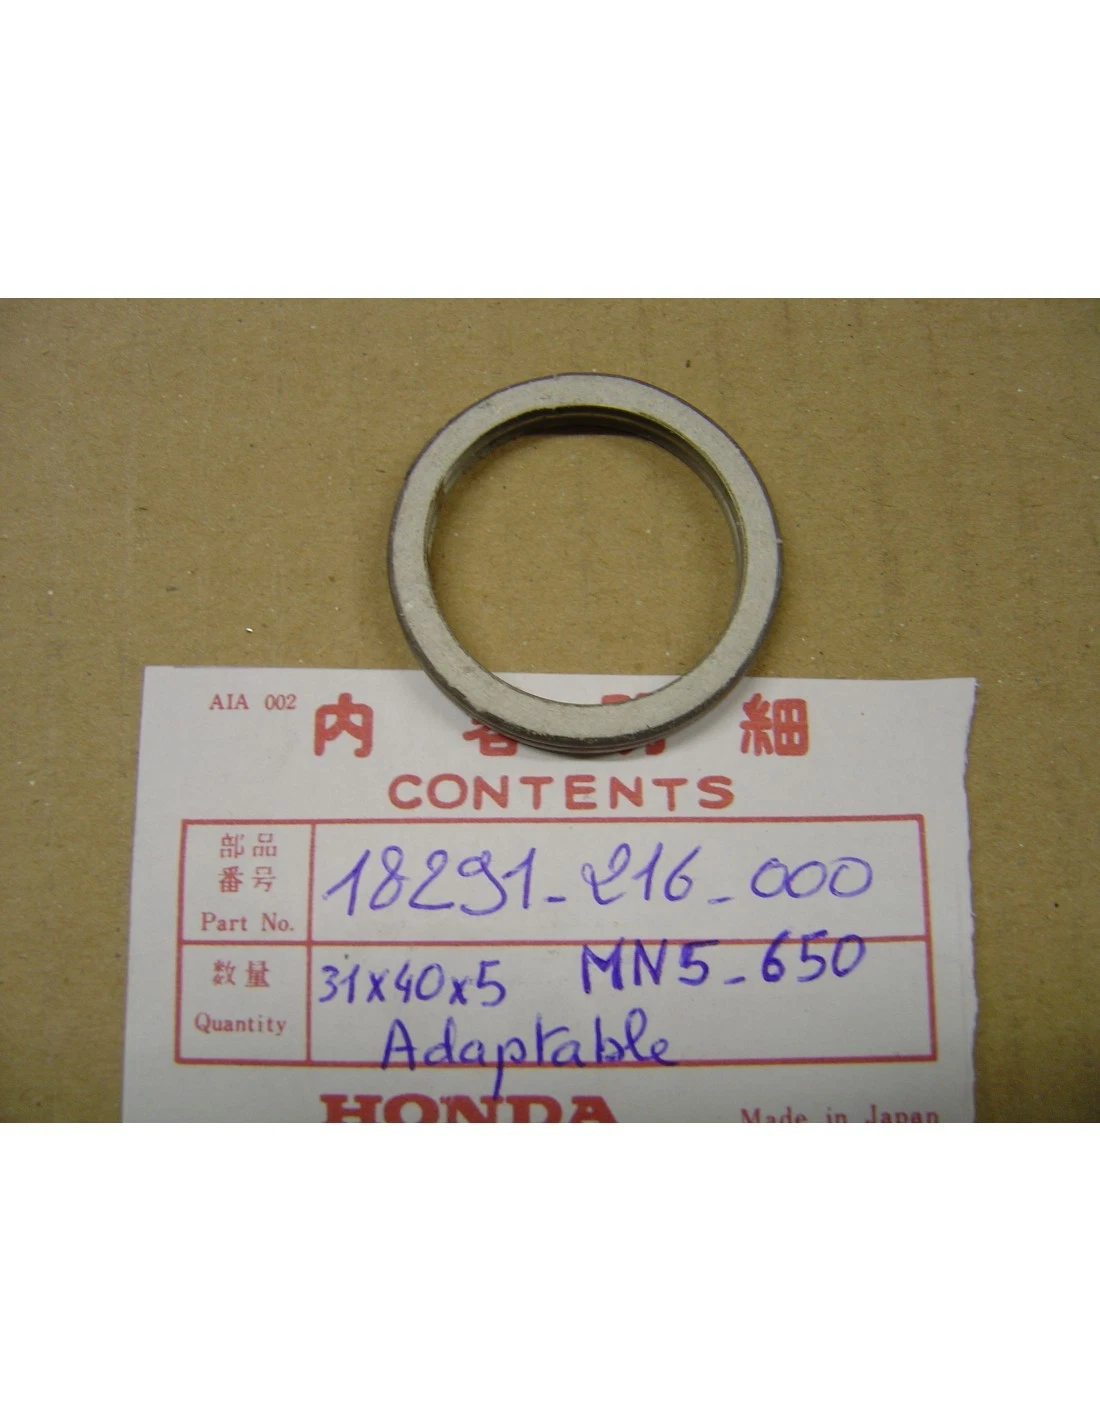 AIA 002
内容明細
CONTENTS
部品
番号
Part No.
18291-216-000
MN5-650
数量
Quantity
31x40x5
Adaptable
HONDA
Made in Japan